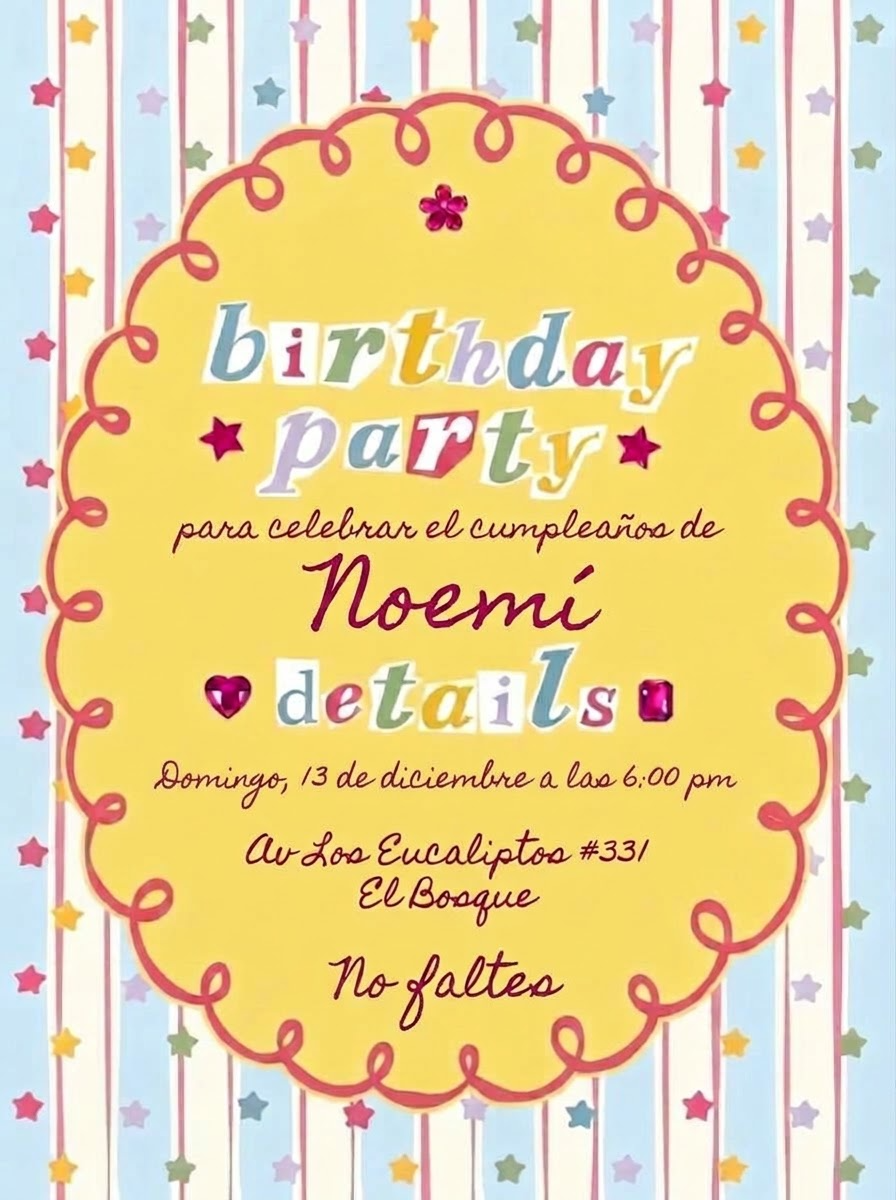 birthday
party
para celebrar el cumpleaños de
Noemí
details
Domingo, 13 de diciembre a las 6:00 pm
Av Los Eucaliptos #331
El Bosque
No faltes